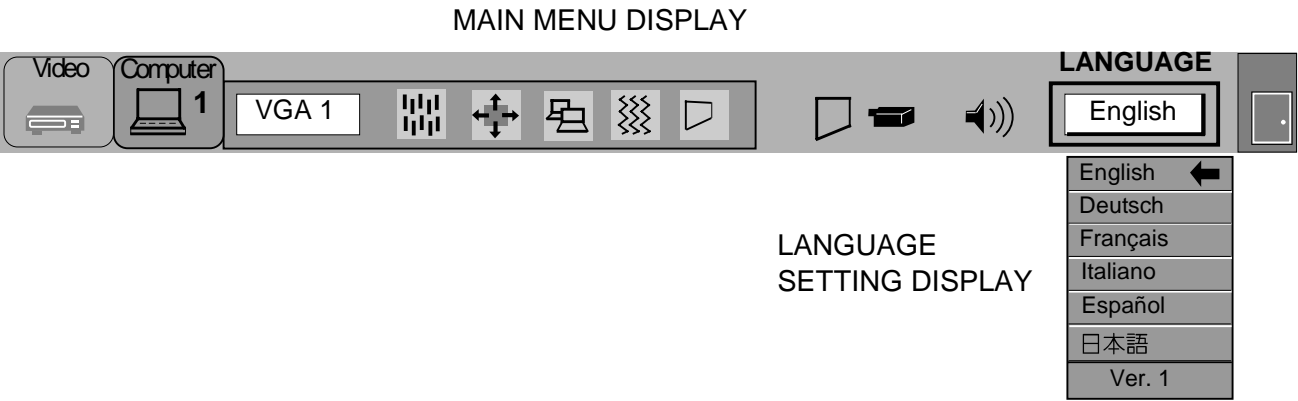 MAIN MENU DISPLAY
Video
Computer
1
VGA 1
LANGUAGE
English
English
Deutsch
Français
Italiano
Español
日本語
Ver. 1
LANGUAGE
SETTING DISPLAY